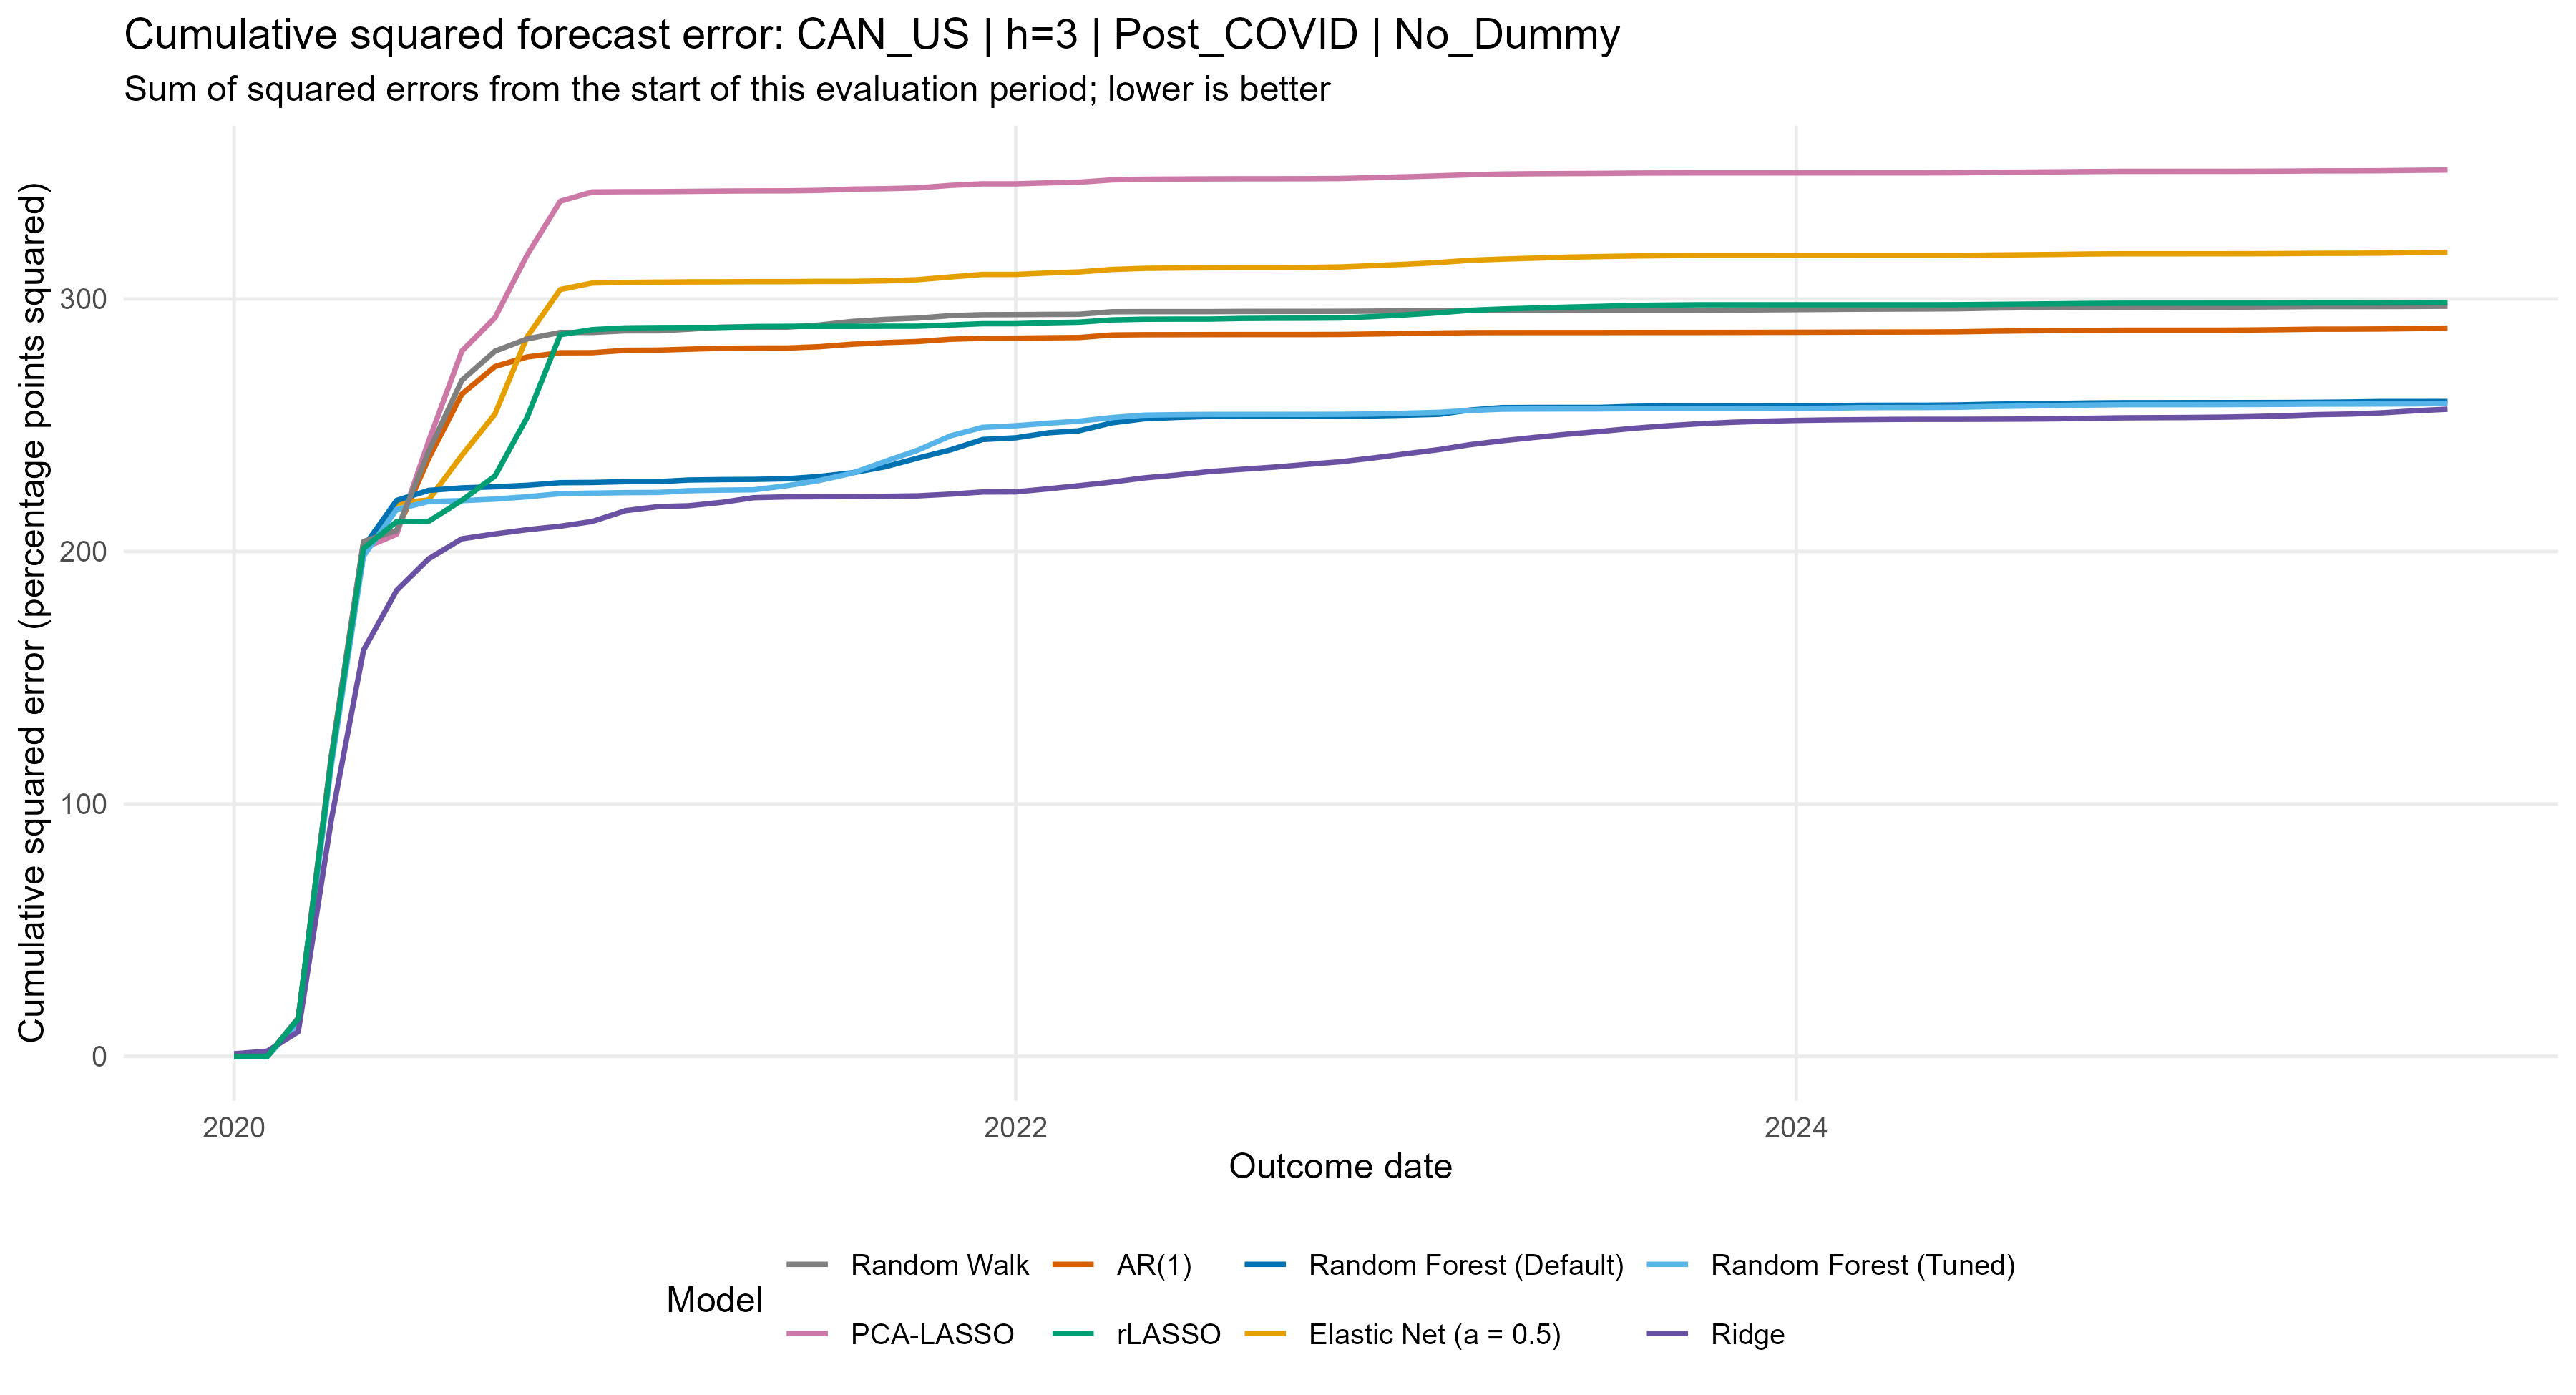 Cumulative squared forecast error: CAN_US | h=3 | Post_COVID | No_Dummy
Sum of squared errors from the start of this evaluation period; lower is better
Cumulative squared error (percentage points squared)
300
200
100
0
2020
2022
2024
Outcome date
Model
Random Walk
AR(1)
Random Forest (Default)
Random Forest (Tuned)
PCA-LASSO
rLASSO
Elastic Net (a = 0.5)
Ridge